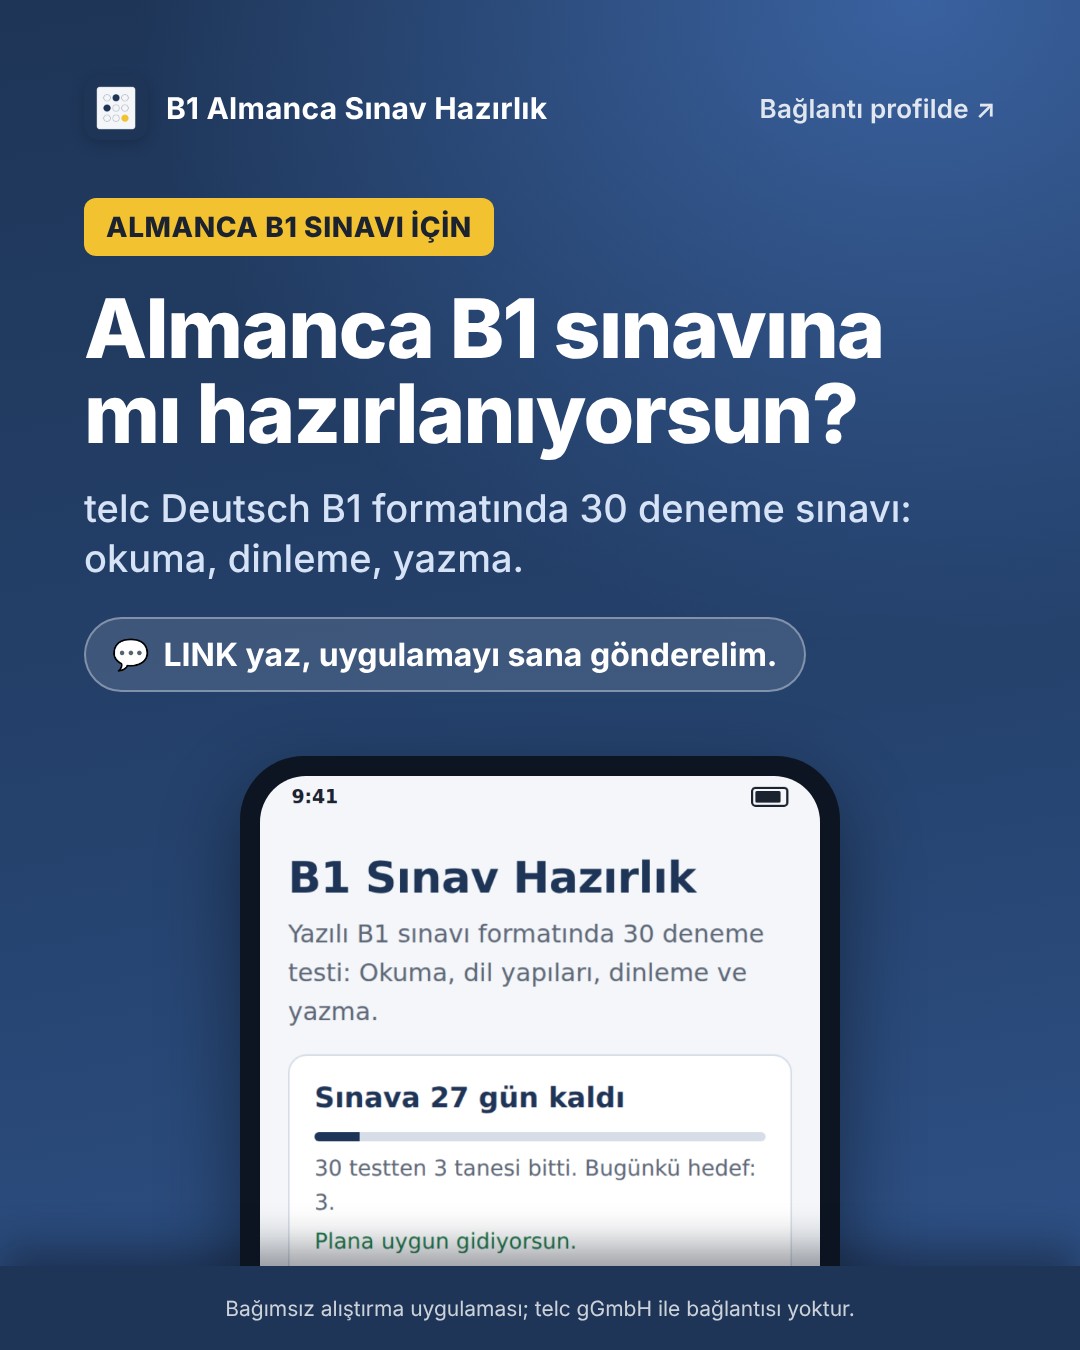 B1 Almanca Sınav Hazırlık
Bağlantı profilde ↗
ALMANCA B1 SINAVI İÇİN
Almanca B1 sınavına
mı hazırlanıyorsun?
telc Deutsch B1 formatında 30 deneme sınavı:
okuma, dinleme, yazma.
💬 LINK yaz, uygulamayı sana gönderelim.
9:41
B1 Sınav Hazırlık
Yazılı B1 sınavı formatında 30 deneme
testi: Okuma, dil yapıları, dinleme ve
yazma.
Sınava 27 gün kaldı
30 testten 3 tanesi bitti. Bugünkü hedef:
3.
Plana uygun gidiyorsun.
Bağımsız alıştırma uygulaması; telc gGmbH ile bağlantısı yoktur.